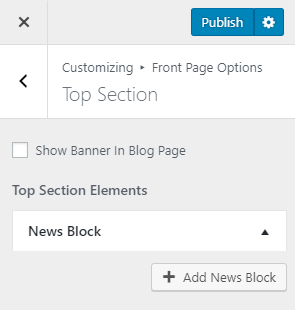 Publish
Customizing ▸ Front Page Options
Top Section
Show Banner In Blog Page
Top Section Elements
News Block
Add News Block